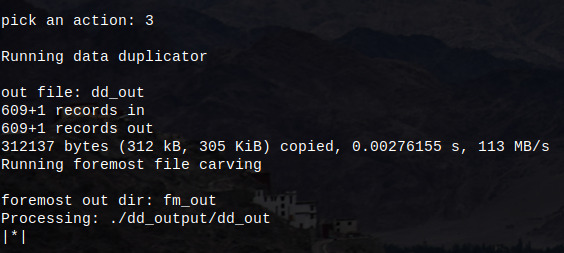 pick an action: 3
Running data duplicator
out file: dd_out
609+1 records in
609+1 records out
312137 bytes (312 kB, 305 KiB) copied, 0.00276155 s, 113 MB/s
Running foremost file carving
foremost out dir: fm_out
Processing: ./dd_output/dd_out
|*|